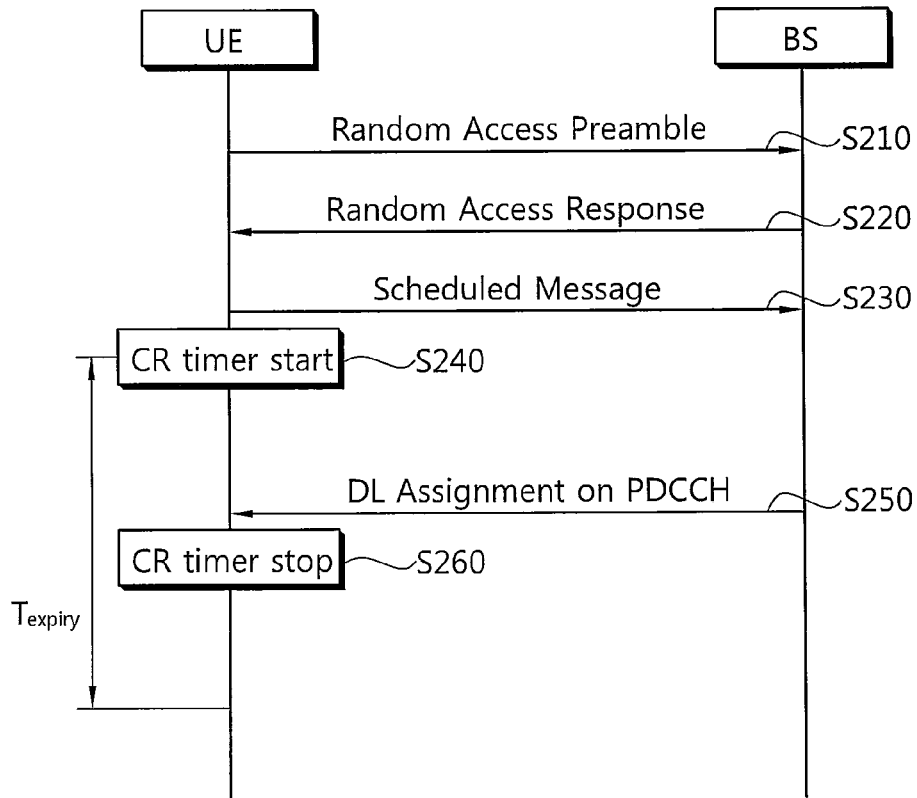 UE
BS
Random Access Preamble
S210
Random Access Response
S220
Scheduled Message
S230
CR timer start
S240
DL Assignment on PDCCH
S250
CR timer stop
S260
Texpiry